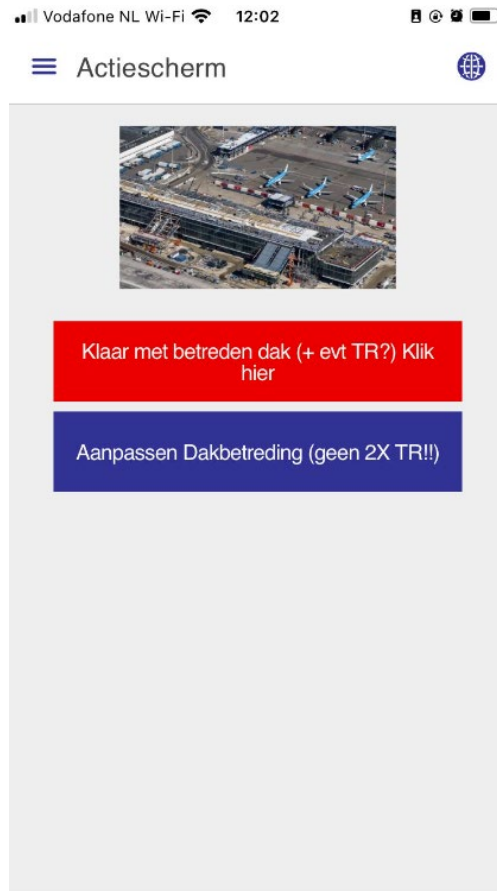 Vodafone NL Wi-Fi 12:02
Actiescherm
Klaar met betreden dak (+ evt TR?) Klik
hier
Aanpassen Dakbetreding (geen 2X TR!!)